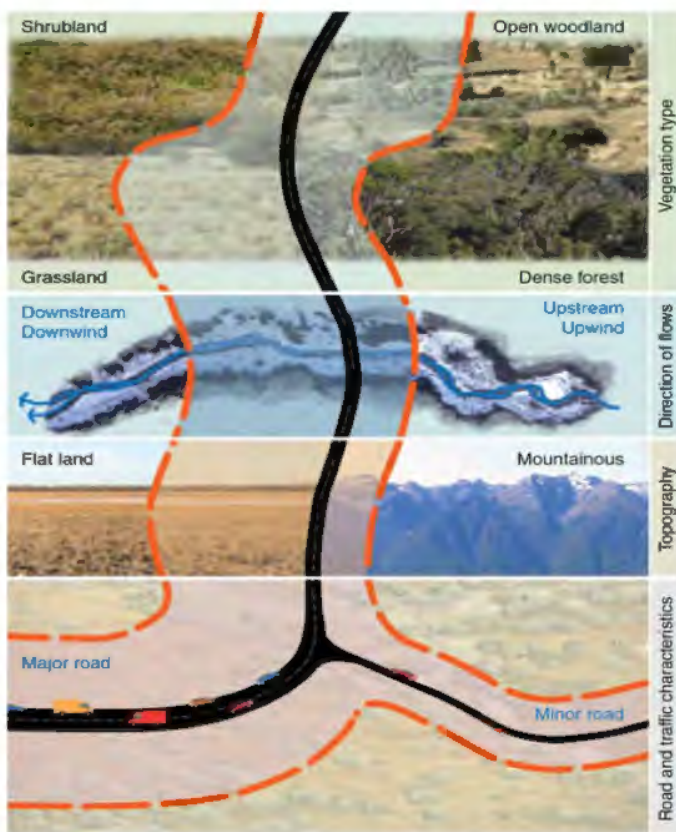 Shrubland
Open woodland
Vegetation type
Grassland
Dense forest
Downstream
Downwind
Upstream
Upwind
Direction of flows
Flat land
Mountainous
Topography
Major road
Minor road
Road and traffic characteristics